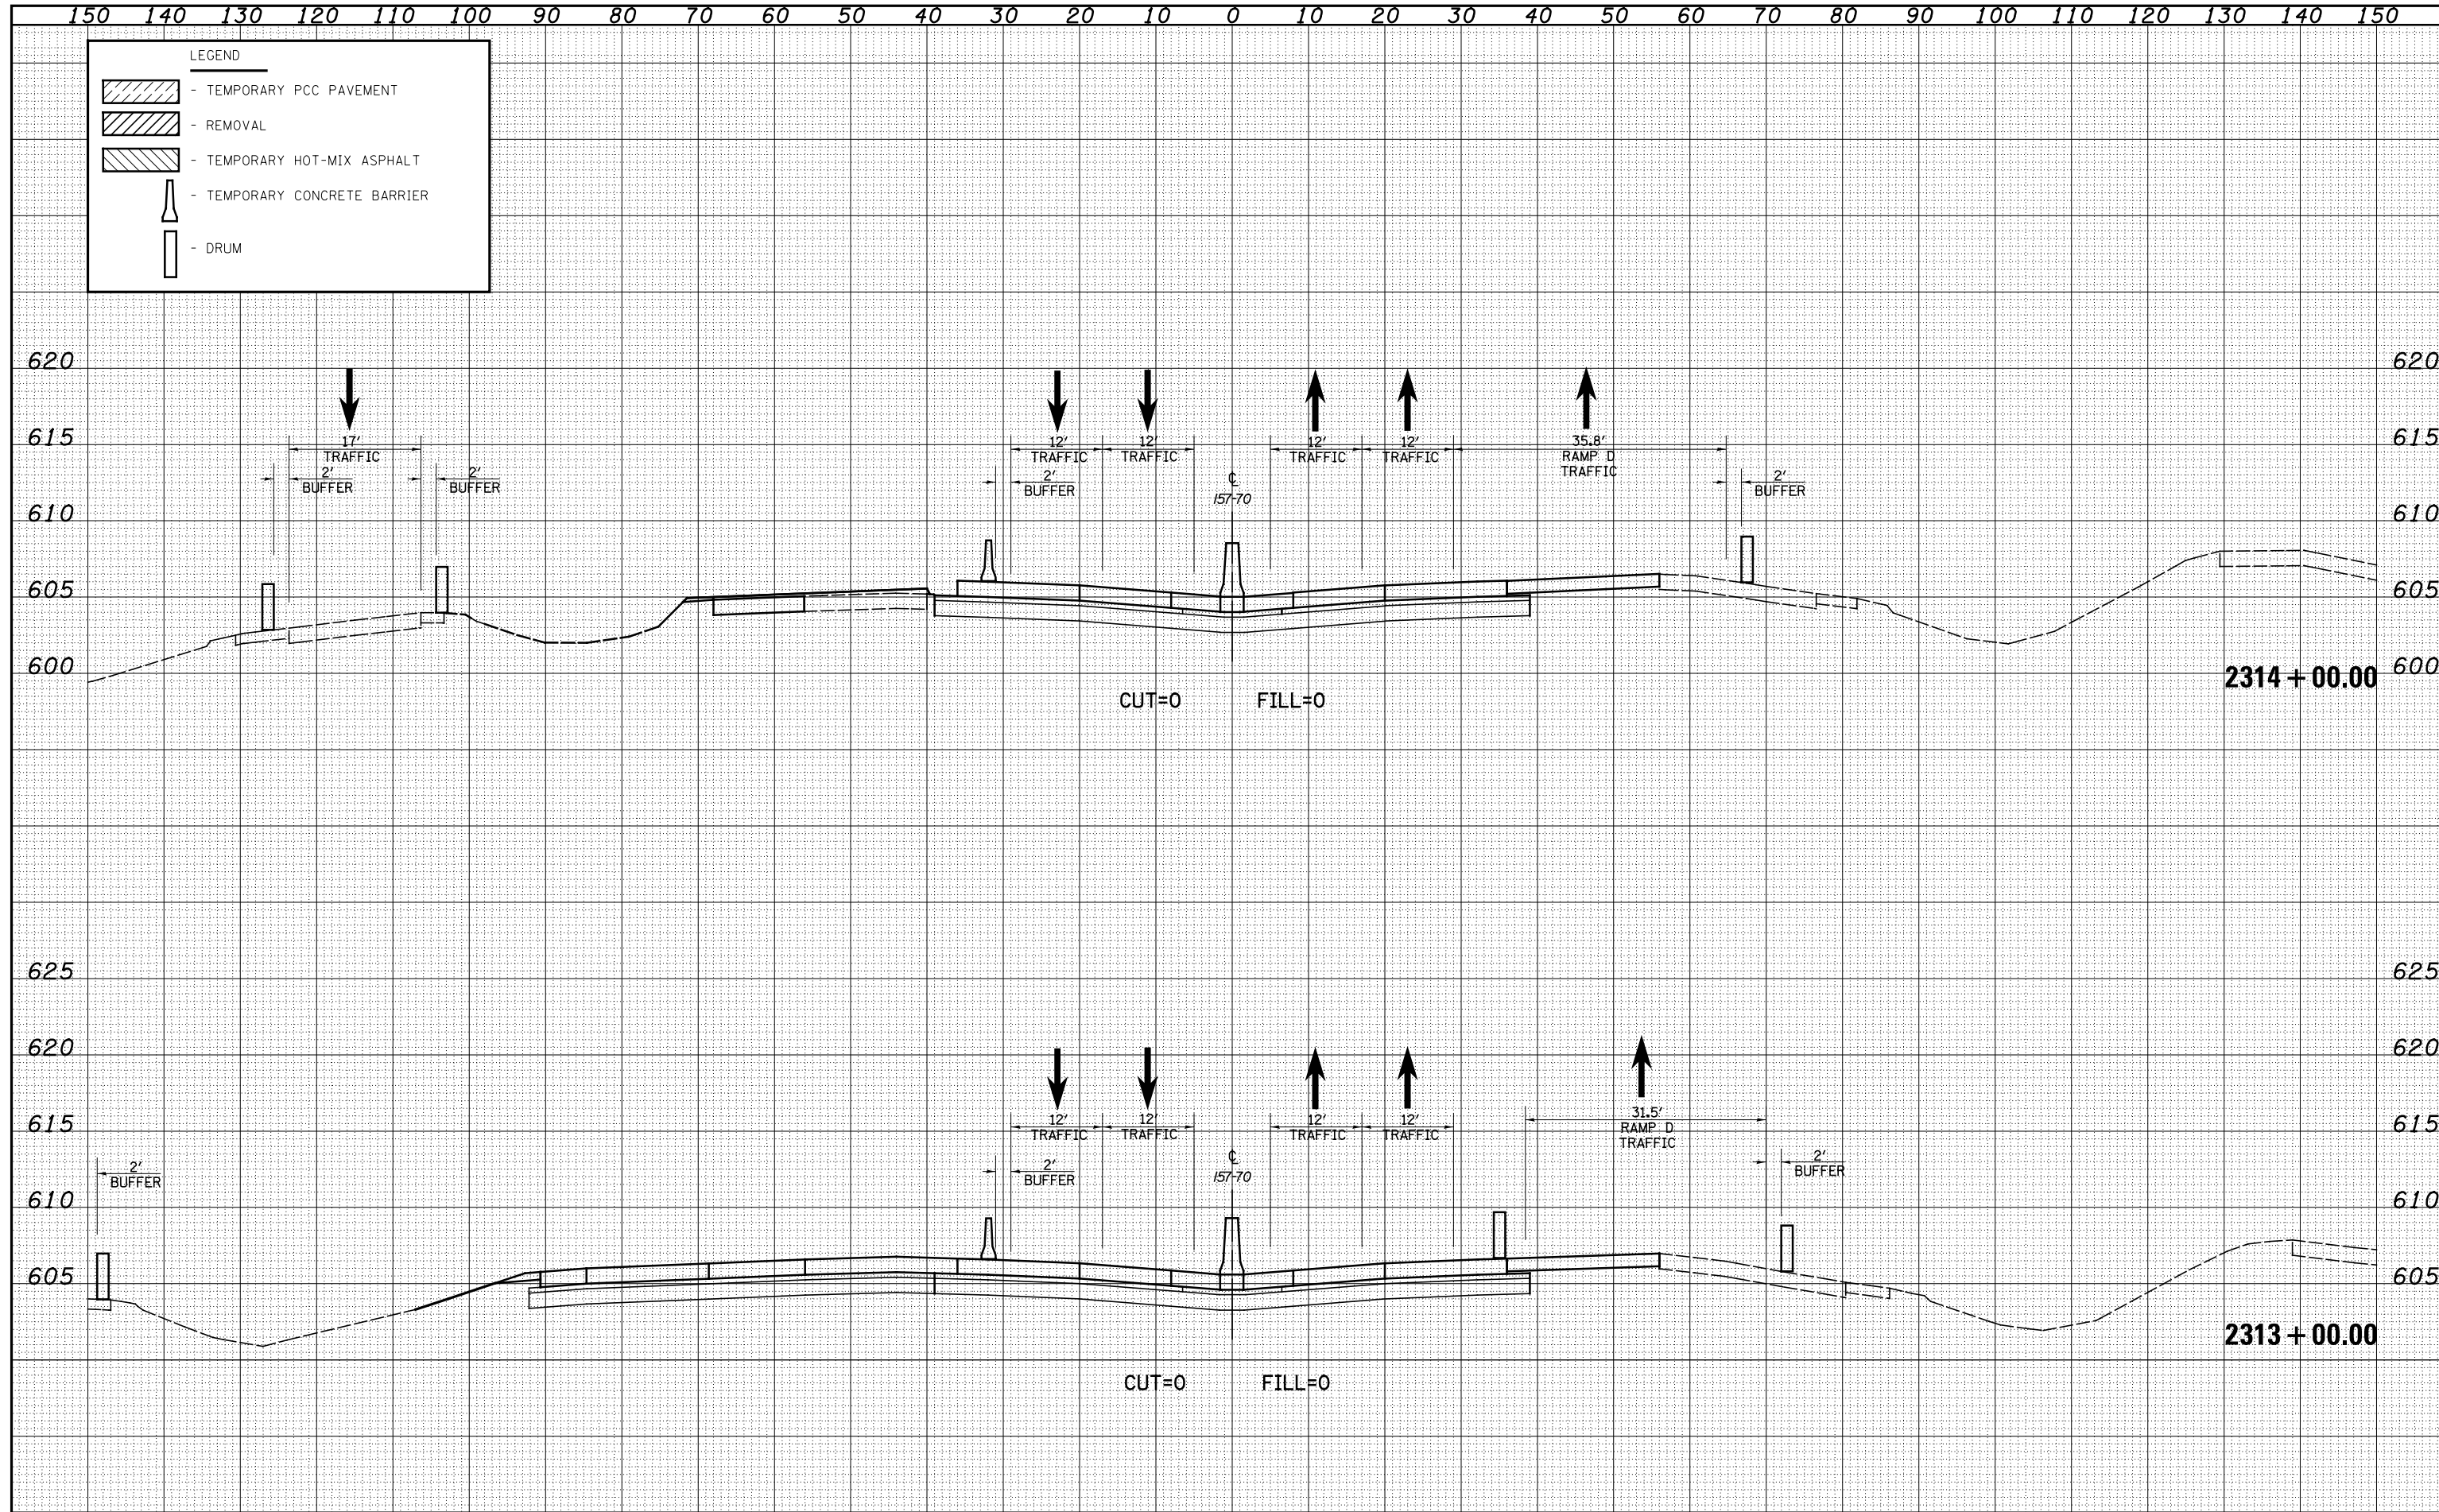 150 140 130 120 110 100 90 80 70 60 50 40 30 20 10 0 10 20 30 40 50 60 70 80 90 100 110 120 130 140 150
LEGEND
- TEMPORARY PCC PAVEMENT
- REMOVAL
- TEMPORARY HOT-MIX ASPHALT
- TEMPORARY CONCRETE BARRIER
- DRUM
620 620
615 17' 12' 12' 12' 12' 35.8' 615
TRAFFIC TRAFFIC TRAFFIC TRAFFIC TRAFFIC RAMP D
TRAFFIC
2' 2' 2' ℄ 2'
BUFFER BUFFER BUFFER 157-70 BUFFER
610 610
605 605
600 2314+00.00 600
CUT=0 FILL=0
625 625
620 620
615 12' 12' 12' 12' 31.5' 615
TRAFFIC TRAFFIC TRAFFIC TRAFFIC RAMP D
TRAFFIC
2' 2' ℄ 2'
BUFFER BUFFER 157-70 BUFFER
610 610
605 605
2313+00.00
CUT=0 FILL=0